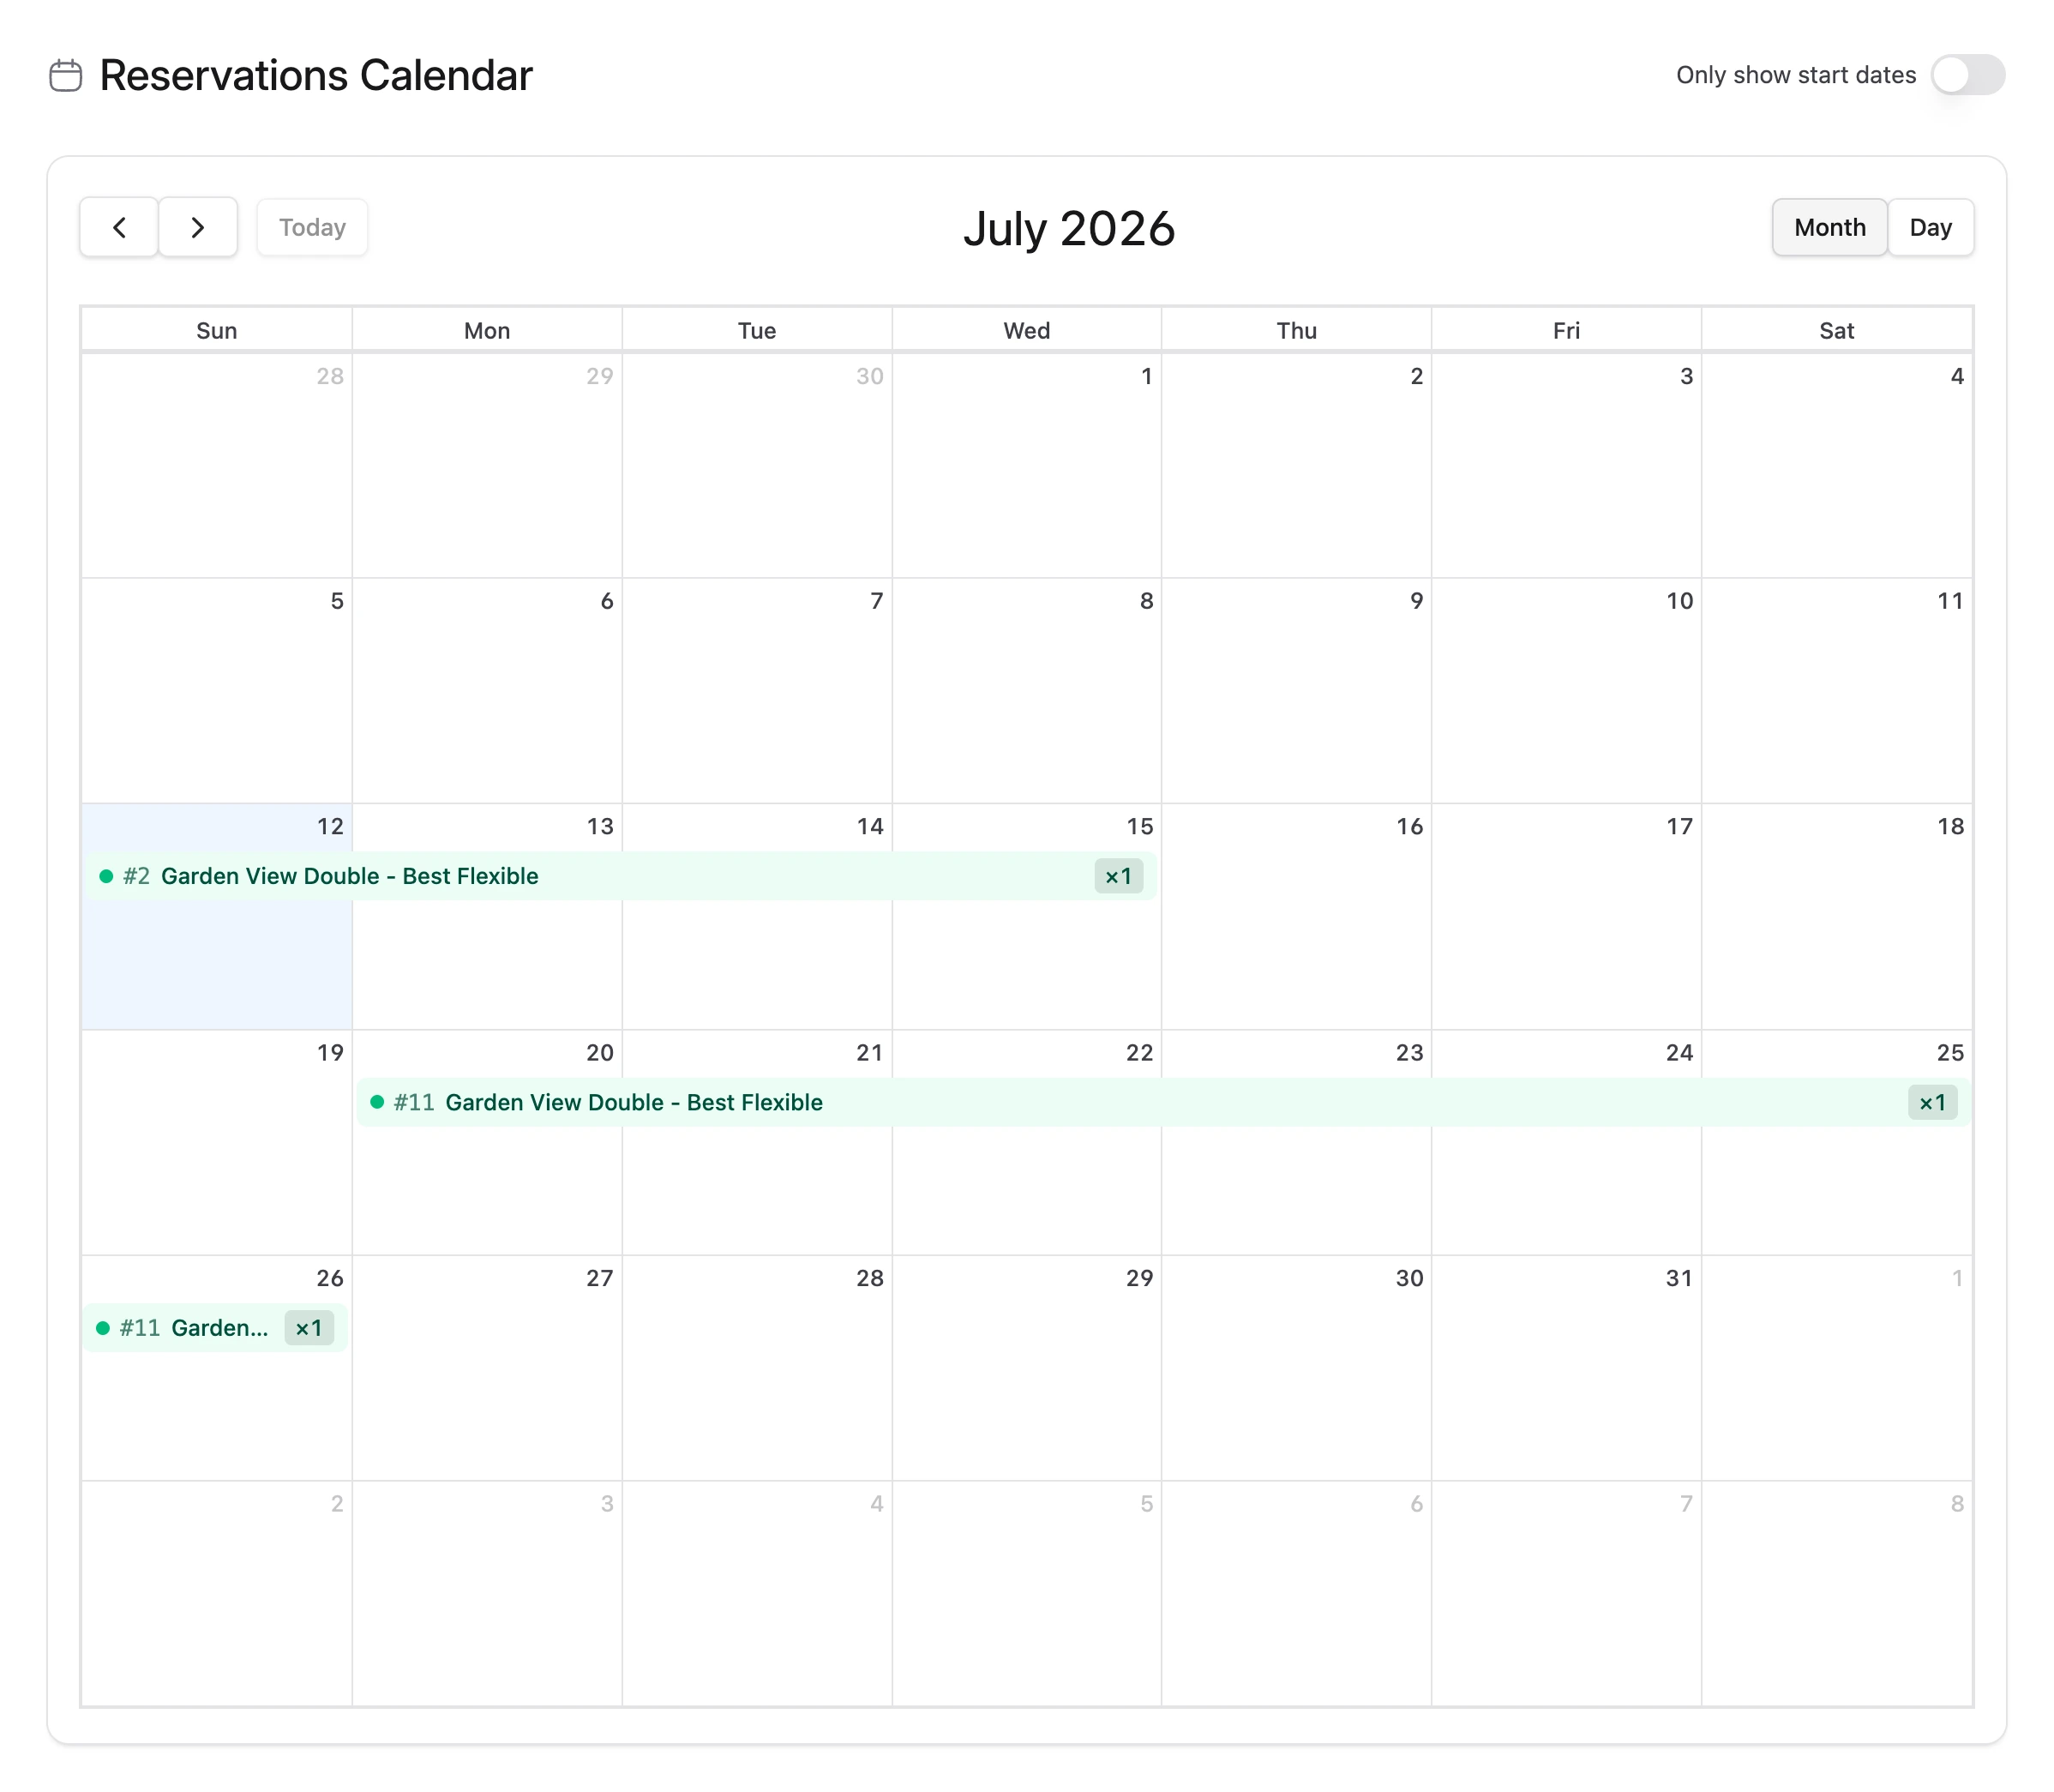 Reservations Calendar Only show start dates
Today July 2026 Month Day
Sun Mon Tue Wed Thu Fri Sat
28 29 30 1 2 3 4
5 6 7 8 9 10 11
12 13 14 15 16 17 18
#2 Garden View Double - Best Flexible ×1
19 20 21 22 23 24 25
#11 Garden View Double - Best Flexible ×1
26 27 28 29 30 31 1
#11 Garden... ×1
2 3 4 5 6 7 8